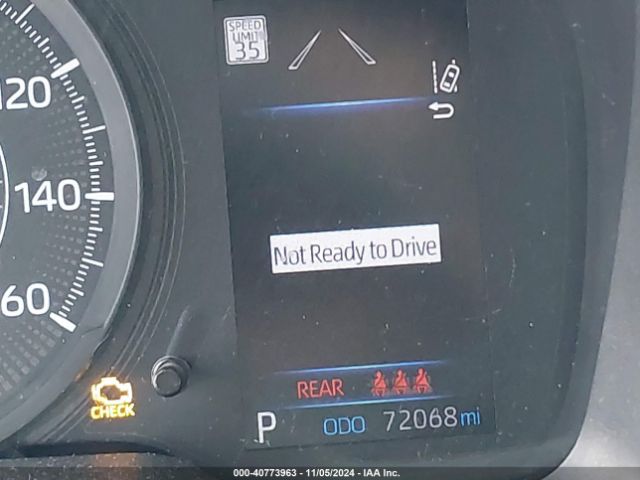 SPEED
LIMIT
35
120
140
60
Not Ready to Drive
REAR
CHECK
P ODO 72068 mi
000-40773963 - 11/05/2024 - IAA Inc.